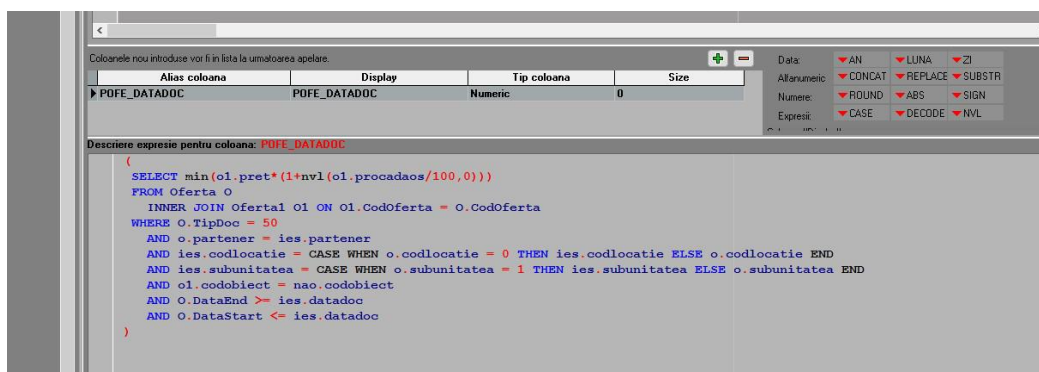 <
Coloanele nou introduse vor fi in lista la urmatoarea apelare.
Data: AN LUNA ZI
Alias coloana Display Tip coloana Size
Alfanumeric CONCAT REPLACE SUBSTR
POFE_DATADOC POFE_DATADOC Numeric 0
Numere: ROUND ABS SIGN
Expresii: CASE DECODE NVL
Descriere expresie pentru coloana: POFE_DATADOC
(
SELECT min(o1.pret*(1+nvl(o1.procadaos/100,0)))
FROM Oferta O
INNER JOIN Oferta1 O1 ON O1.CodOferta = O.CodOferta
WHERE O.TipDoc = 50
AND o.partener = ies.partener
AND ies.codlocatie = CASE WHEN o.codlocatie = 0 THEN ies.codlocatie ELSE o.codlocatie END
AND ies.subunitatea = CASE WHEN o.subunitatea = 1 THEN ies.subunitatea ELSE o.subunitatea END
AND o1.codobiect = nao.codobiect
AND O.DataEnd >= ies.datadoc
AND O.DataStart <= ies.datadoc
)